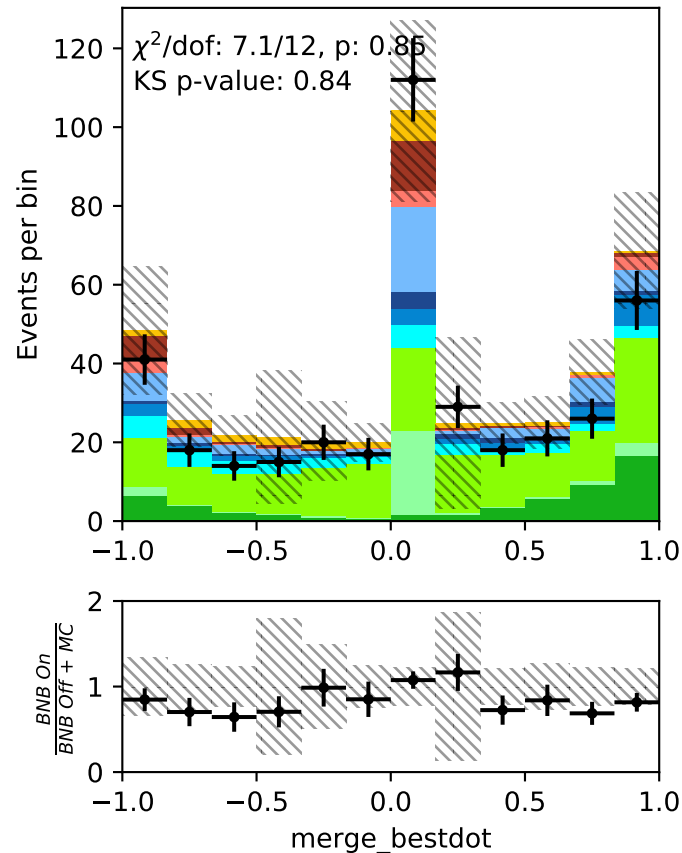 χ²/dof: 7.1/12, p: 0.85
KS p-value: 0.84
Events per bin
120
100
80
60
40
20
0
−1.0 −0.5 0.0 0.5 1.0
BNB On
BNB Off + MC
2
1
0
−1.0 −0.5 0.0 0.5 1.0
merge_bestdot